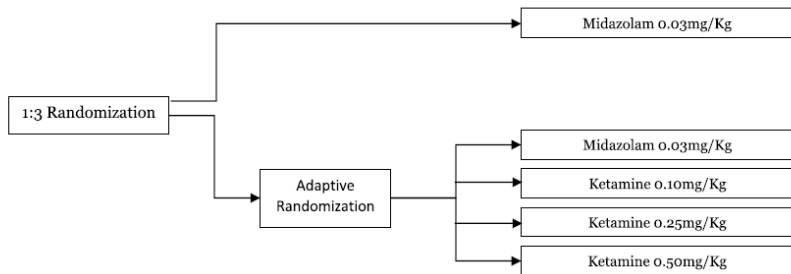 Midazolam 0.03mg/Kg
1:3 Randomization
Adaptive
Randomization
Midazolam 0.03mg/Kg
Ketamine 0.10mg/Kg
Ketamine 0.25mg/Kg
Ketamine 0.50mg/Kg